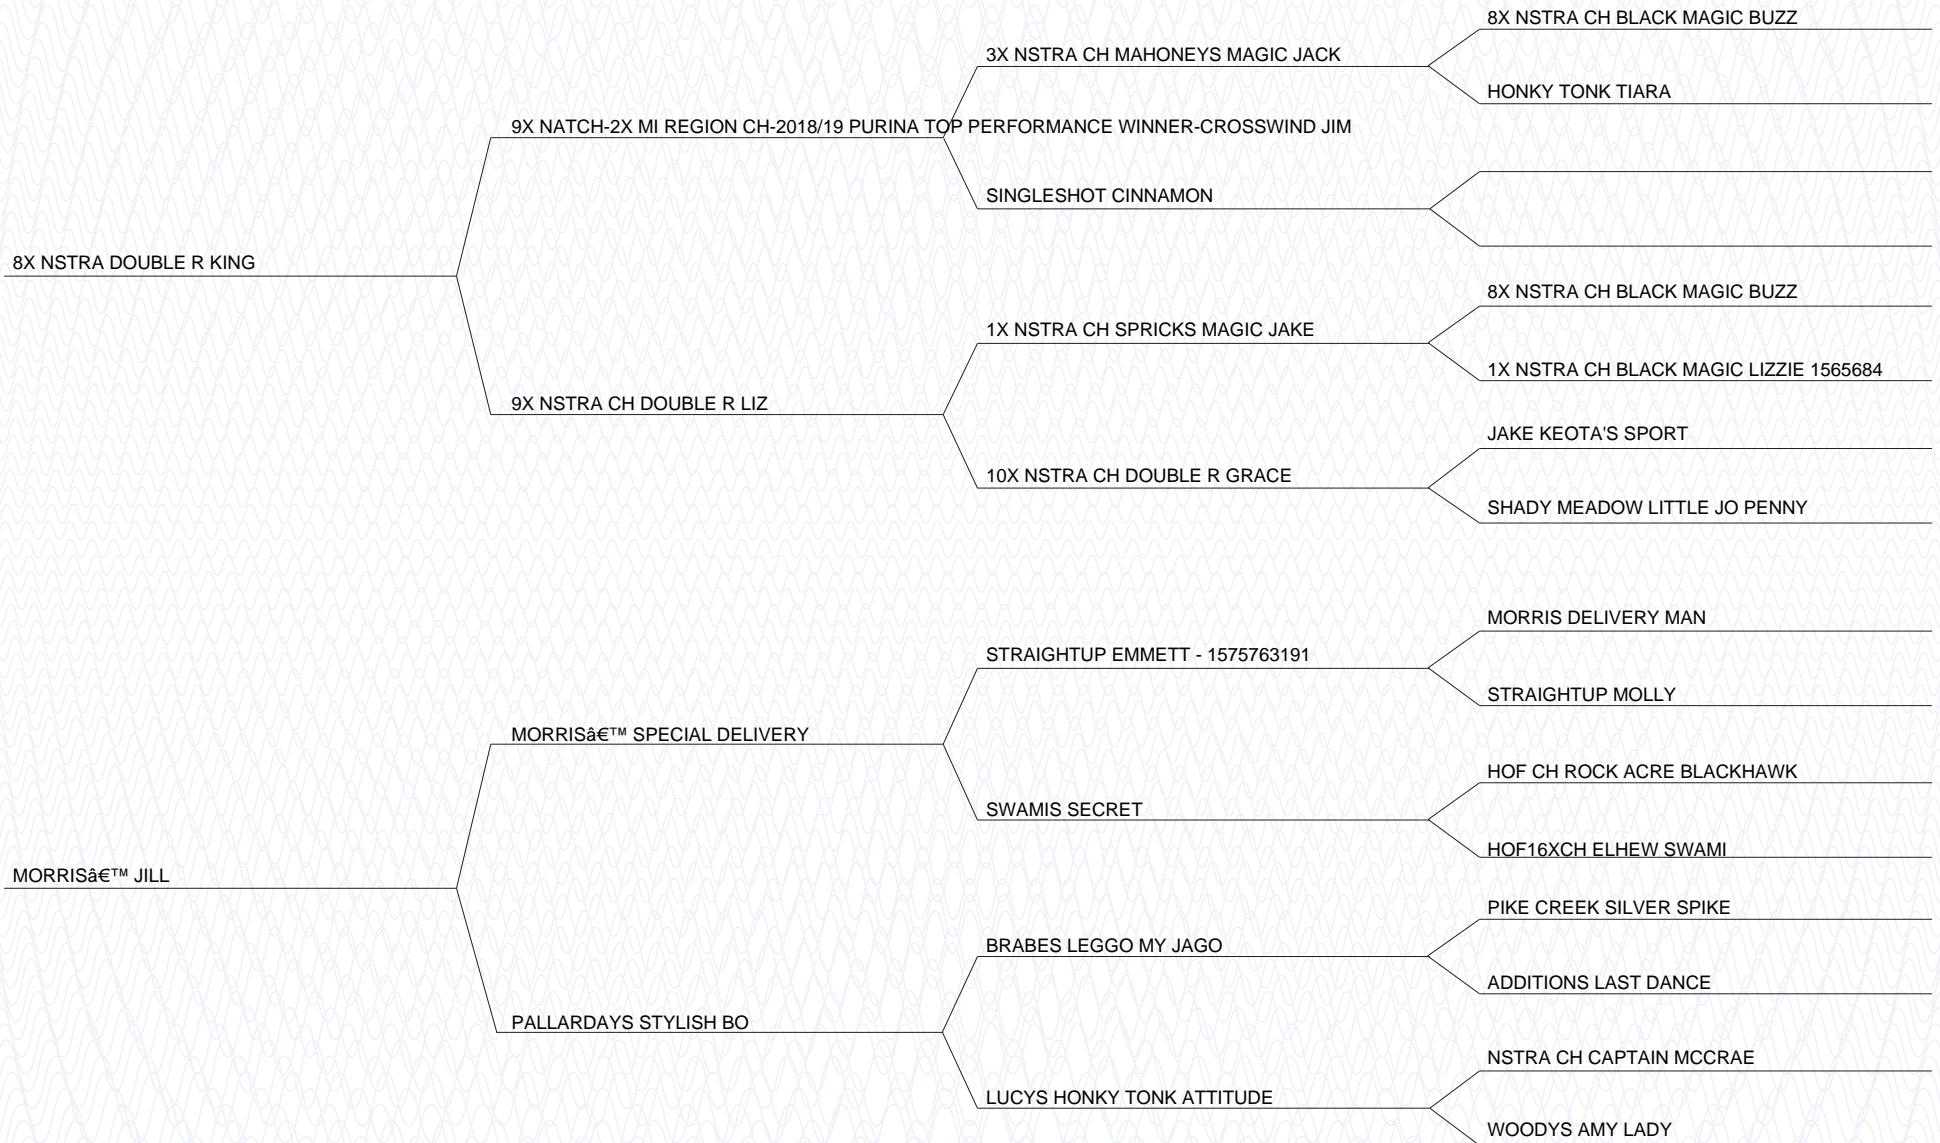 8X NSTRA CH BLACK MAGIC BUZZ
3X NSTRA CH MAHONEYS MAGIC JACK
HONKY TONK TIARA
9X NATCH-2X MI REGION CH-2018/19 PURINA TOP PERFORMANCE WINNER-CROSSWIND JIM
SINGLESHOT CINNAMON
8X NSTRA DOUBLE R KING
8X NSTRA CH BLACK MAGIC BUZZ
1X NSTRA CH SPRICKS MAGIC JAKE
1X NSTRA CH BLACK MAGIC LIZZIE 1565684
9X NSTRA CH DOUBLE R LIZ
JAKE KEOTA'S SPORT
10X NSTRA CH DOUBLE R GRACE
SHADY MEADOW LITTLE JO PENNY
MORRIS DELIVERY MAN
STRAIGHTUP EMMETT - 1575763191
STRAIGHTUP MOLLY
MORRISâ€™ SPECIAL DELIVERY
HOF CH ROCK ACRE BLACKHAWK
SWAMIS SECRET
HOF16XCH ELHEW SWAMI
MORRISâ€™ JILL
PIKE CREEK SILVER SPIKE
BRABES LEGGO MY JAGO
ADDITIONS LAST DANCE
PALLARDAYS STYLISH BO
NSTRA CH CAPTAIN MCCRAE
LUCYS HONKY TONK ATTITUDE
WOODYS AMY LADY